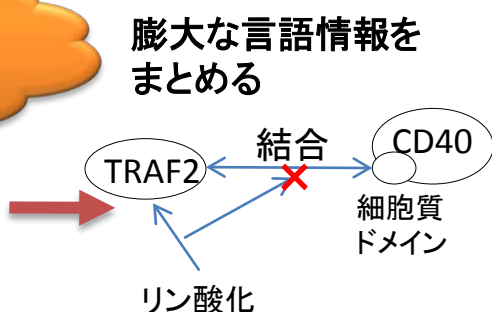 膨大な言語情報を
まとめる
結合
CD40
TRAF2
細胞質
ドメイン
リン酸化